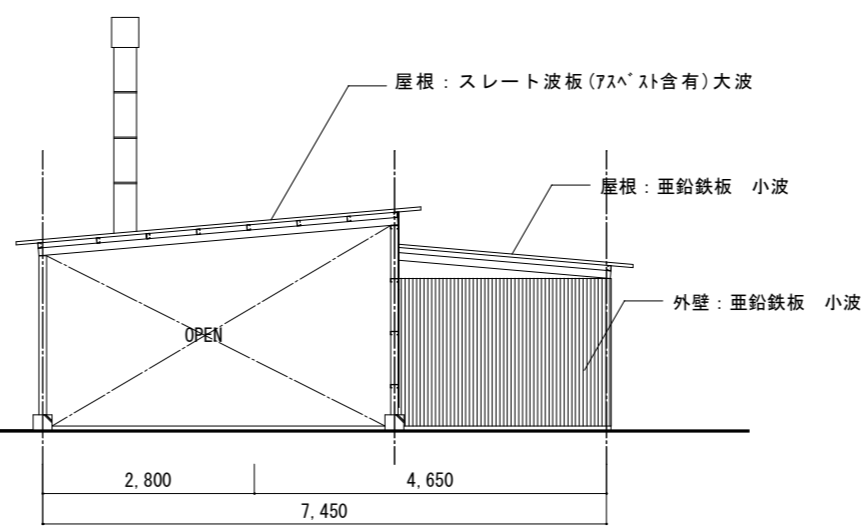 屋根：スレート波板(ｱｽﾍﾞｽﾄ含有)大波
屋根：亜鉛鉄板　小波
外壁：亜鉛鉄板　小波
OPEN
2,800
4,650
7,450